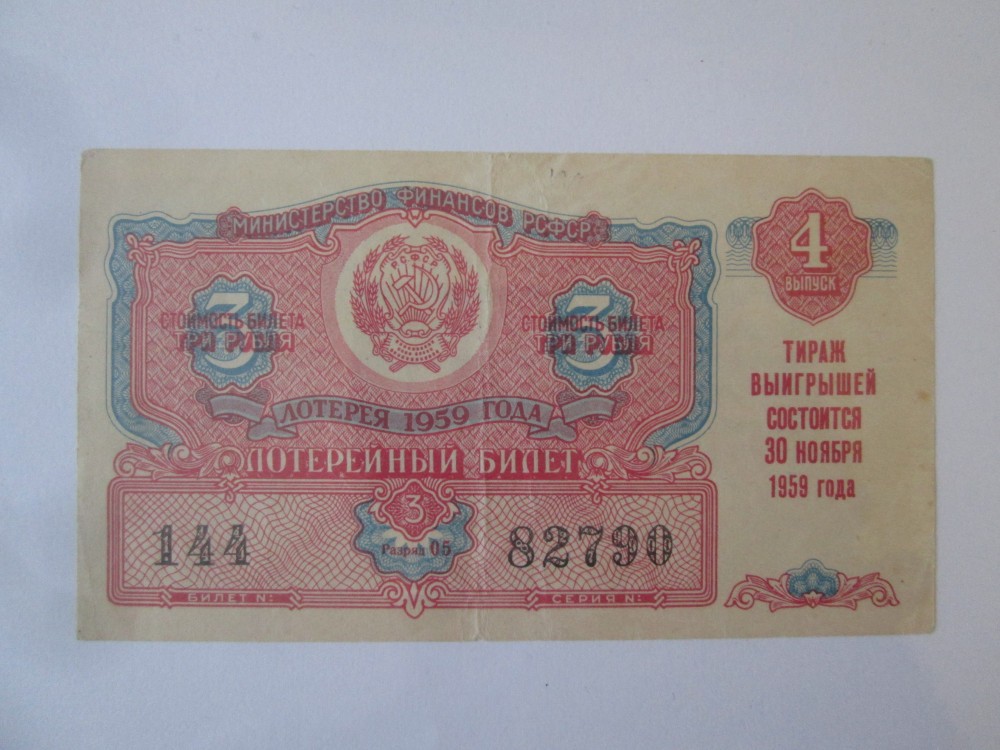 МИНИСТЕРСТВО ФИНАНСОВ РСФСР
РСФСР
3
СТОИМОСТЬ БИЛЕТА
ТРИ РУБЛЯ
3
СТОИМОСТЬ БИЛЕТА
ТРИ РУБЛЯ
ЛОТЕРЕЯ 1959 ГОДА
ЛОТЕРЕЙНЫЙ БИЛЕТ
3
Разряд 05
144
82790
БИЛЕТ №:
СЕРИЯ №:
4
ВЫПУСК
ТИРАЖ
ВЫИГРЫШЕЙ
СОСТОИТСЯ
30 НОЯБРЯ
1959 года